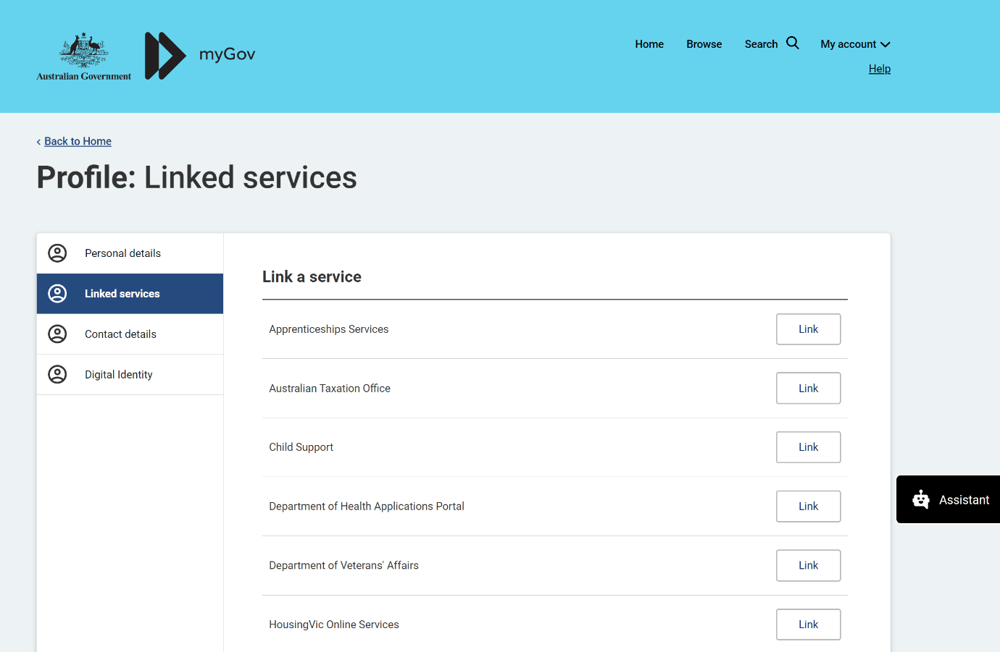 Australian Government
myGov
Home
Browse
Search
My account
Help
Back to Home
Profile: Linked services
Personal details
Linked services
Contact details
Digital Identity
Link a service
Apprenticeships Services Link
Australian Taxation Office Link
Child Support Link
Department of Health Applications Portal Link
Department of Veterans' Affairs Link
HousingVic Online Services Link
Assistant